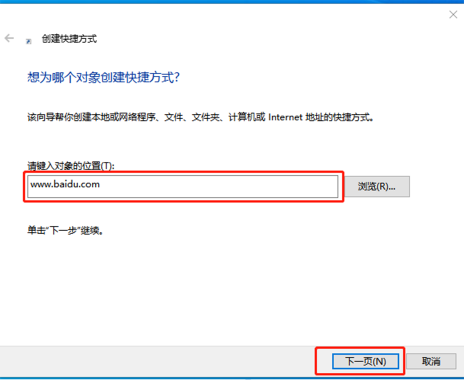 创建快捷方式
想为哪个对象创建快捷方式?
该向导帮你创建本地或网络程序、文件、文件夹、计算机或 Internet 地址的快捷方式。
请键入对象的位置(T):
www.baidu.com
浏览(R)...
单击"下一步"继续。
下一页(N)
取消